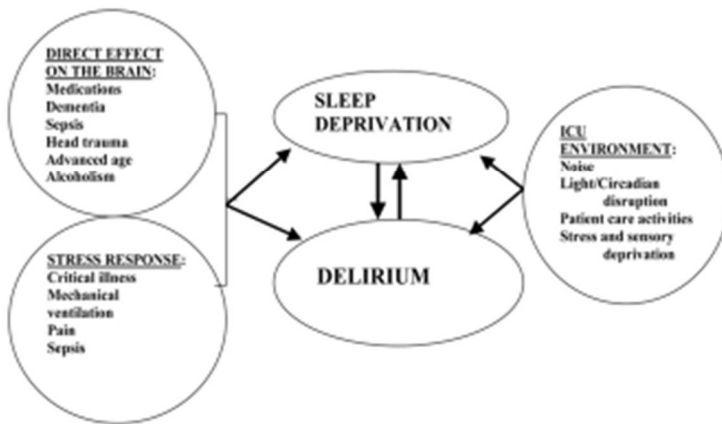 DIRECT EFFECT
ON THE BRAIN:
Medications
Dementia
Sepsis
Head trauma
Advanced age
Alcoholism
STRESS RESPONSE:
Critical illness
Mechanical
ventilation
Pain
Sepsis
SLEEP
DEPRIVATION
DELIRIUM
ICU
ENVIRONMENT:
Noise
Light/Circadian
disruption
Patient care activities
Stress and sensory
deprivation